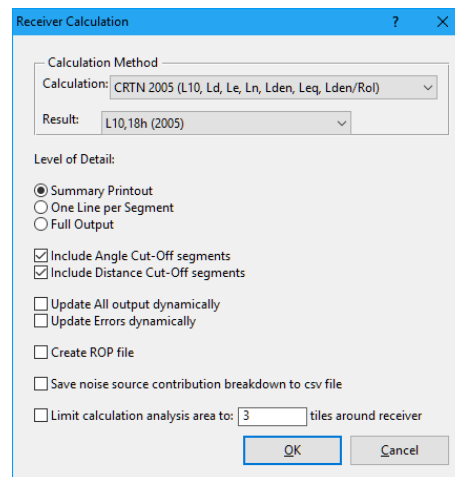 Receiver Calculation ?
Calculation Method
Calculation: CRTN 2005 (L10, Ld, Le, Ln, Lden, Leq, Lden/Rol)
Result: L10,18h (2005)
Level of Detail:
Summary Printout
One Line per Segment
Full Output
Include Angle Cut-Off segments
Include Distance Cut-Off segments
Update All output dynamically
Update Errors dynamically
Create ROP file
Save noise source contribution breakdown to csv file
Limit calculation analysis area to: 3 tiles around receiver
OK Cancel